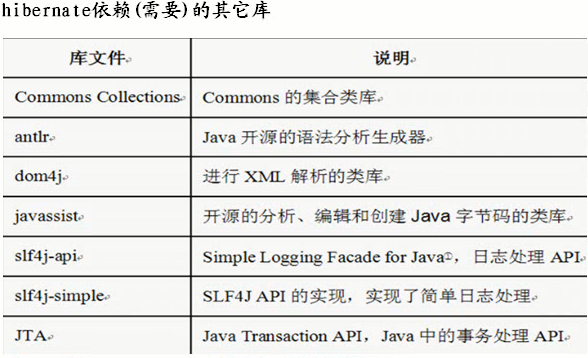 hibernate依赖(需要)的其它库
库文件 说明
Commons Collections Commons 的集合类库
antlr Java 开源的语法分析生成器
dom4j 进行 XML 解析的类库
javassist 开源的分析、编辑和创建 Java 字节码的类库
slf4j-api Simple Logging Facade for Java①，日志处理 API
slf4j-simple SLF4J API 的实现，实现了简单日志处理
JTA Java Transaction API，Java 中的事务处理 API